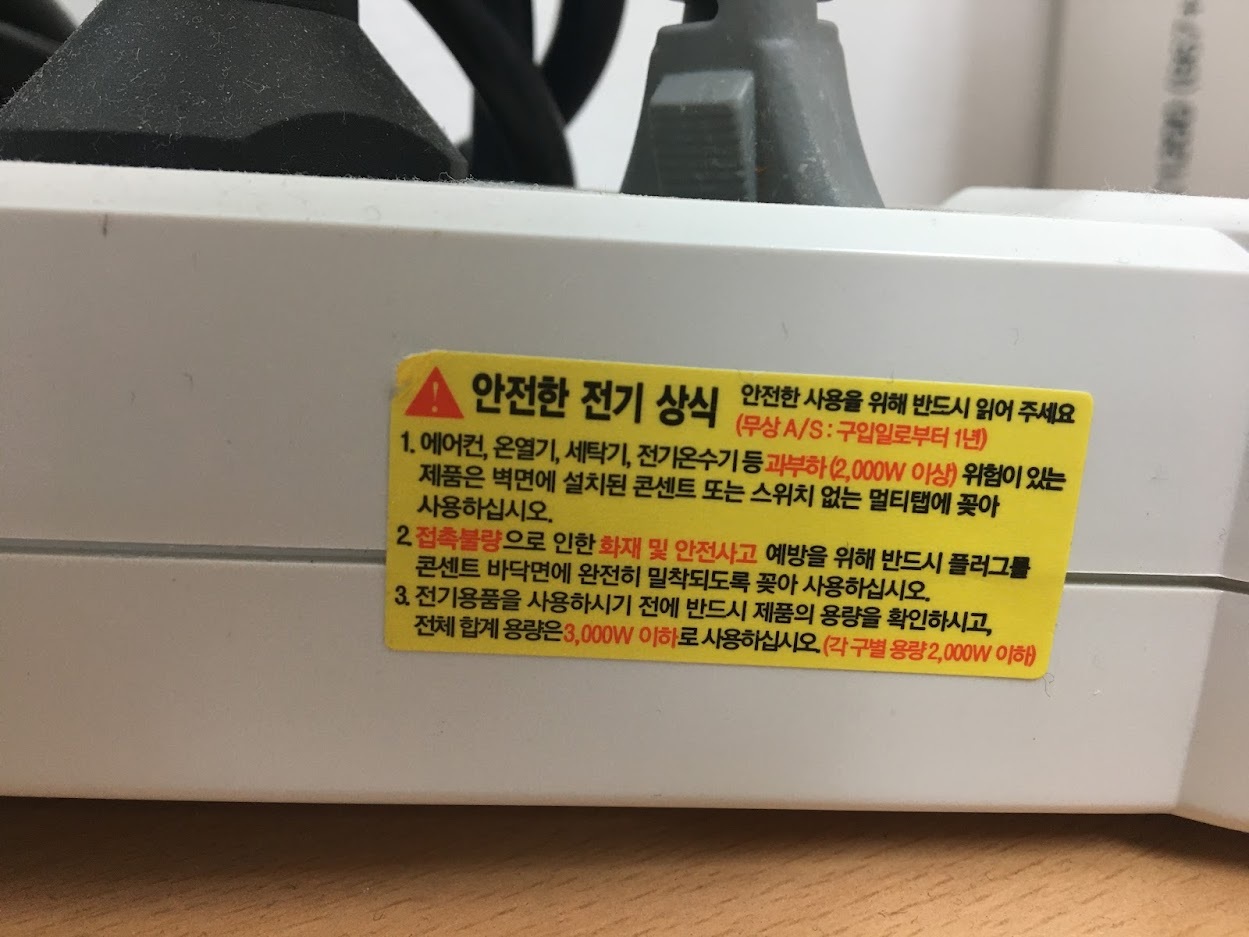 안전한 전기 상식
안전한 사용을 위해 반드시 읽어 주세요
(무상 A/S : 구입일로부터 1년)
1. 에어컨, 온열기, 세탁기, 전기온수기 등 과부하 (2,000W 이상) 위험이 있는
제품은 벽면에 설치된 콘센트 또는 스위치 없는 멀티탭에 꽂아
사용하십시오.
2. 접촉불량으로 인한 화재 및 안전사고 예방을 위해 반드시 플러그를
콘센트 바닥면에 완전히 밀착되도록 꽂아 사용하십시오.
3. 전기용품을 사용하시기 전에 반드시 제품의 용량을 확인하시고,
전체 합계 용량은 3,000W 이하로 사용하십시오. (각 구별 용량 2,000W 이하)